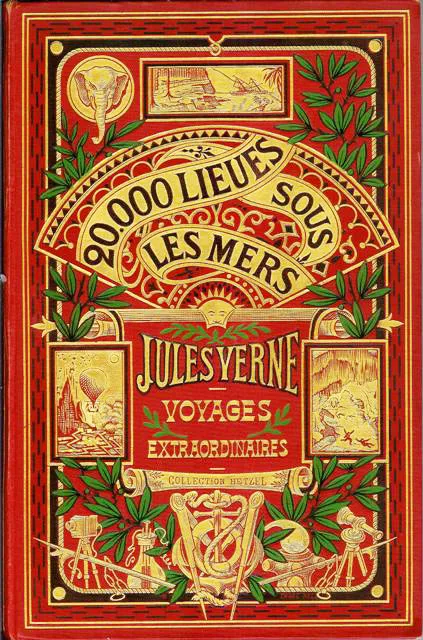 20.000 LIEUES
SOUS
LES MERS
JULES VERNE
VOYAGES
EXTRAORDINAIRES
COLLECTION HETZEL